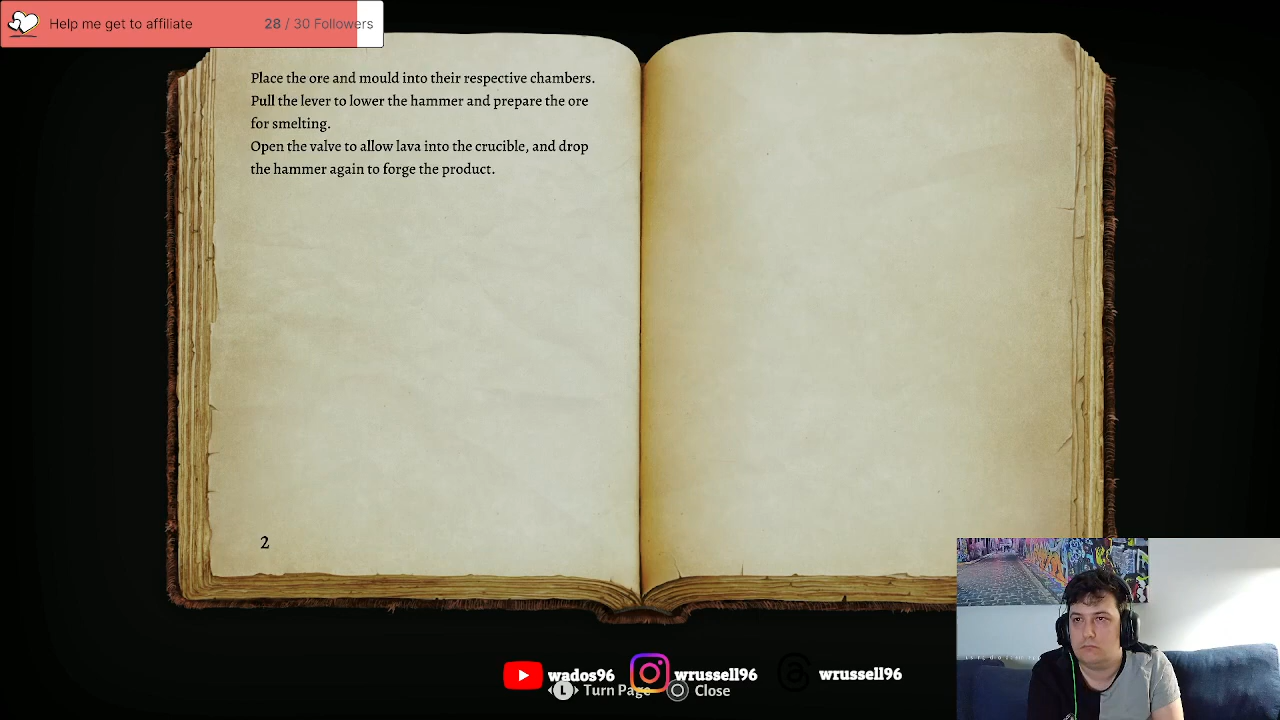 Help me get to affiliate 28 / 30 Followers
Place the ore and mould into their respective chambers.
Pull the lever to lower the hammer and prepare the ore
for smelting.
Open the valve to allow lava into the crucible, and drop
the hammer again to forge the product.
2
wados96 wrussell96 wrussell96
L Turn Page Close